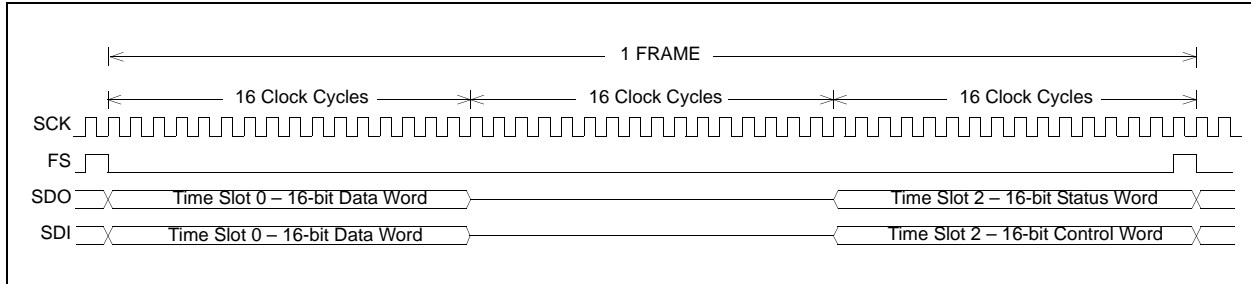 1 FRAME
16 Clock Cycles 16 Clock Cycles 16 Clock Cycles
SCK
FS
SDO Time Slot 0 – 16-bit Data Word Time Slot 2 – 16-bit Status Word
SDI Time Slot 0 – 16-bit Data Word Time Slot 2 – 16-bit Control Word